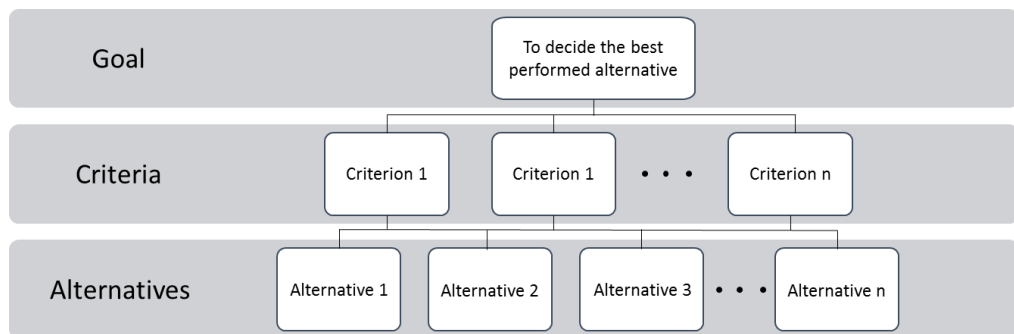 Goal
To decide the best
performed alternative
Criteria
Criterion 1
Criterion 1
• • •
Criterion n
Alternatives
Alternative 1
Alternative 2
Alternative 3
• • •
Alternative n